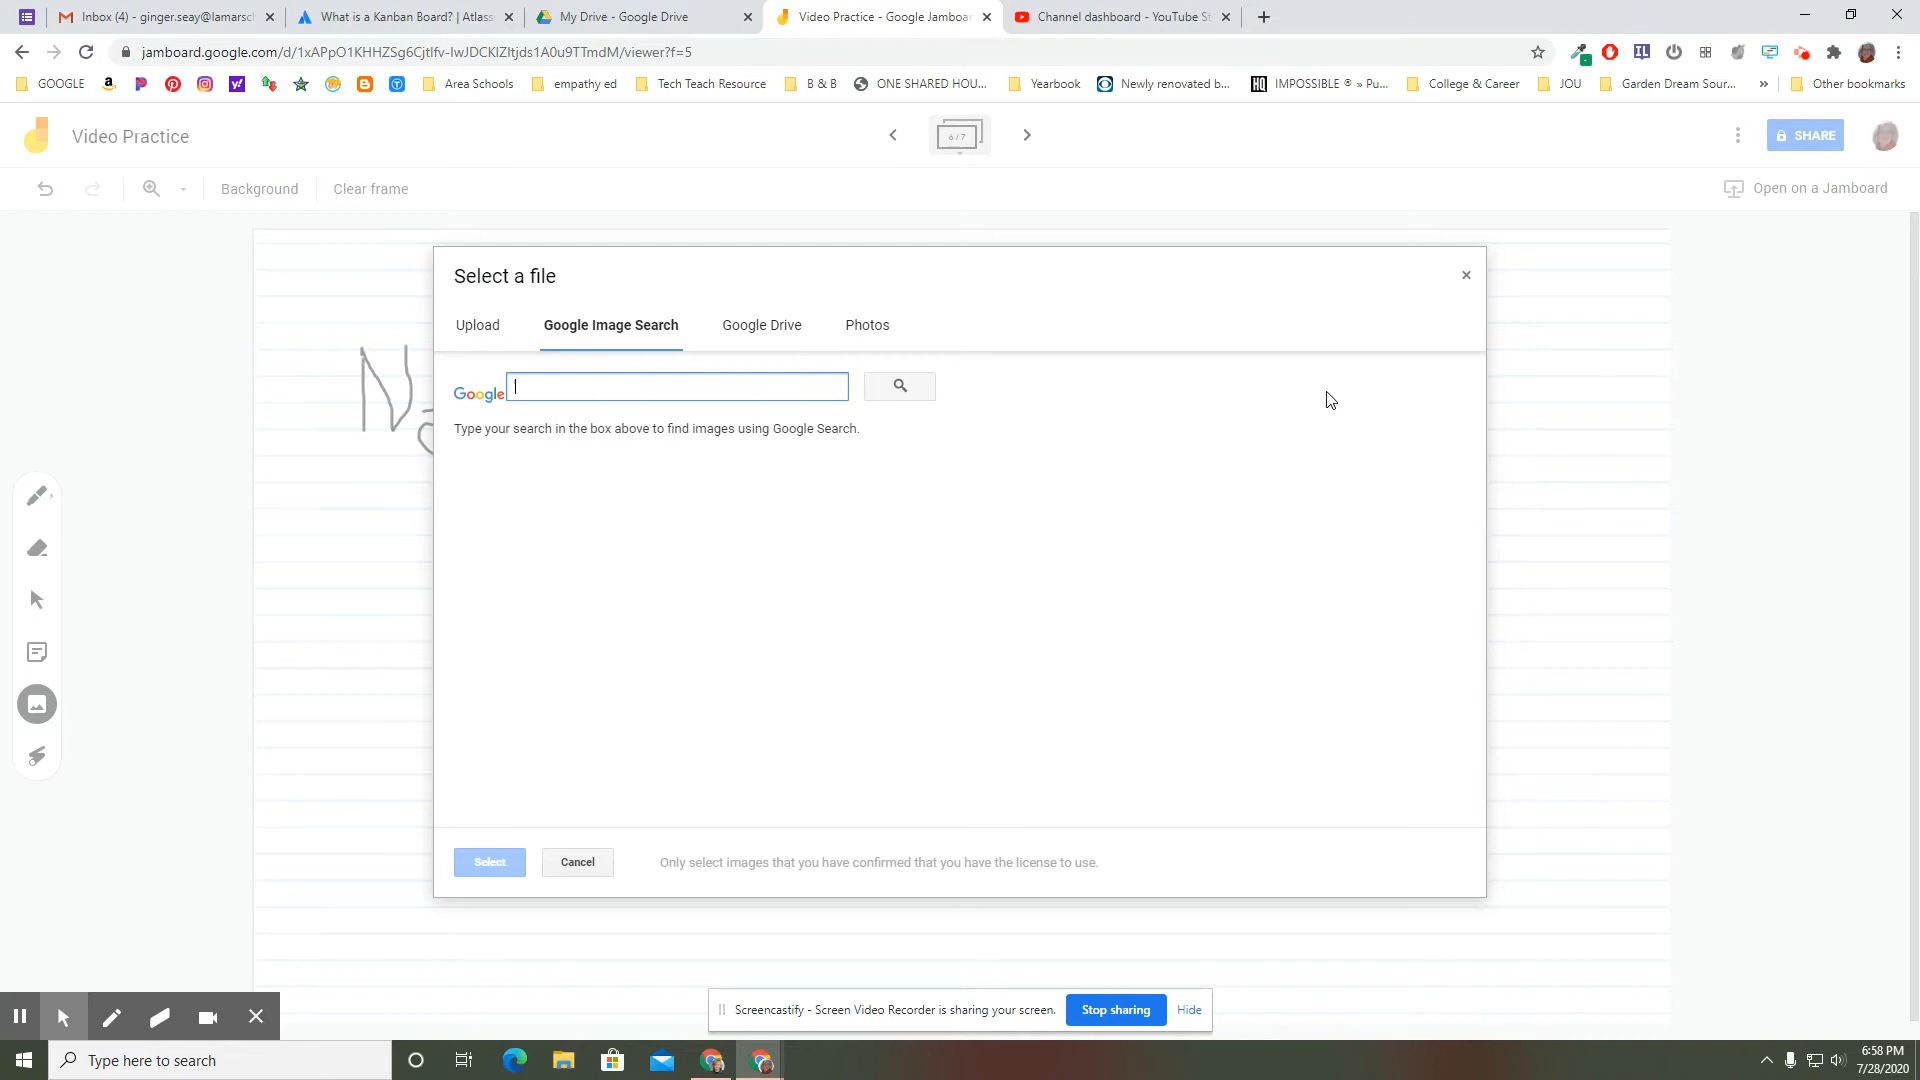 Inbox (4) - ginger.seay@lamarsch
What is a Kanban Board? | Atlass
My Drive - Google Drive
Video Practice - Google Jamboar
Channel dashboard - YouTube St
jamboard.google.com/d/1xAPpO1KHHZSg6Cjtlfv-IwJDCKlZItjds1A0u9TTmdM/viewer?f=5
GOOGLE
Area Schools
empathy ed
Tech Teach Resource
B & B
ONE SHARED HOU...
Yearbook
Newly renovated b...
HQ
IMPOSSIBLE ® » Pu...
College & Career
JOU
Garden Dream Sour...
»
Other bookmarks
Video Practice
6 / 7
SHARE
Background
Clear frame
Open on a Jamboard
Select a file
Upload
Google Image Search
Google Drive
Photos
Google
Type your search in the box above to find images using Google Search.
Select
Cancel
Only select images that you have confirmed that you have the license to use.
Screencastify - Screen Video Recorder is sharing your screen.
Stop sharing
Hide
Type here to search
6:58 PM
7/28/2020